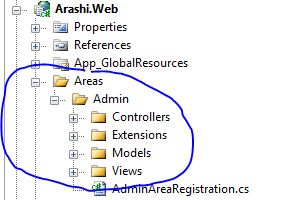 Arashi.Web
Properties
References
App_GlobalResources
Areas
Admin
Controllers
Extensions
Models
Views
AdminAreaRegistration.cs